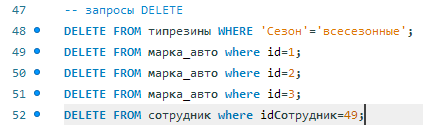 47 -- запросы DELETE
48 DELETE FROM типрезины WHERE 'Сезон'='всесезонные';
49 DELETE FROM марка_авто where id=1;
50 DELETE FROM марка_авто where id=2;
51 DELETE FROM марка_авто where id=3;
52 DELETE FROM сотрудник where idСотрудник=49;